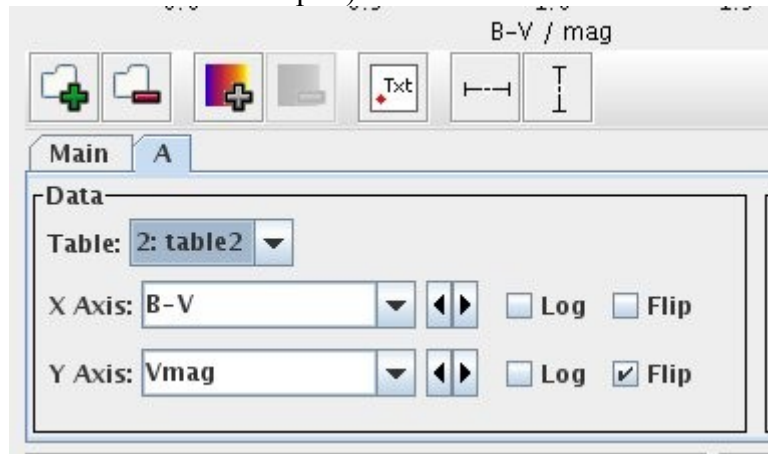 B-V / mag
Txt
Main A
Data
Table: 2: table2
X Axis: B-V Log Flip
Y Axis: Vmag Log Flip